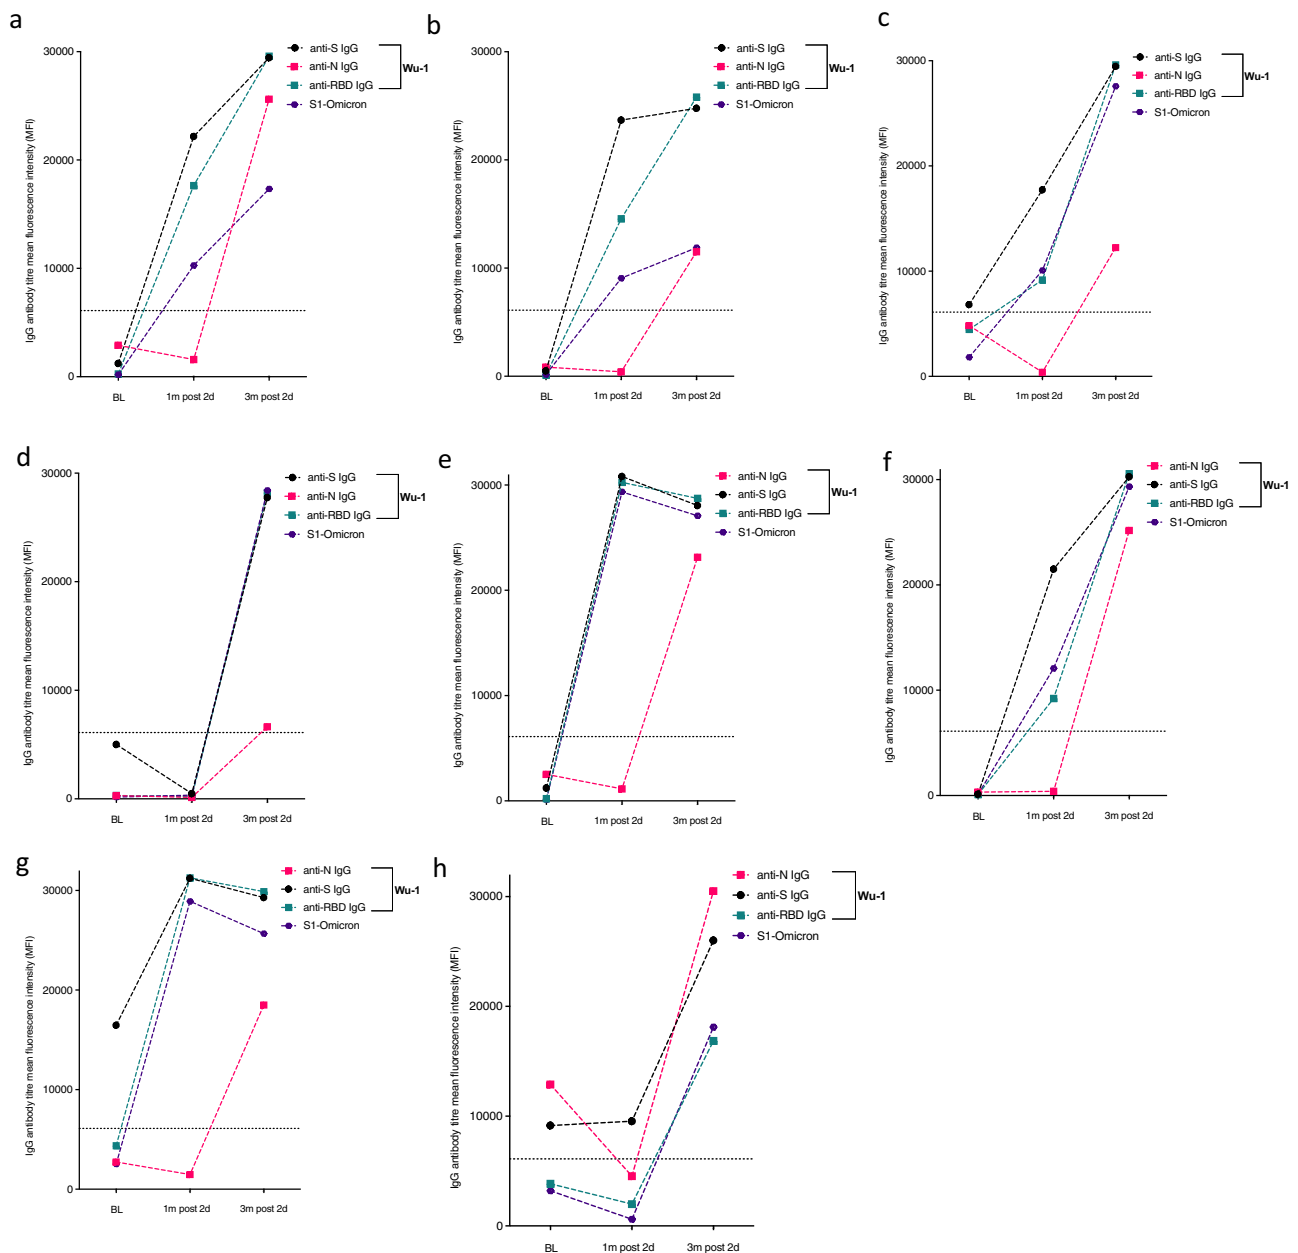 a
IgG antibody titre mean fluorescence intensity (MFI)
30000
20000
10000
0
BL 1m post 2d 3m post 2d
anti-S IgG
anti-N IgG
anti-RBD IgG
S1-Omicron
Wu-1
b
IgG antibody titre mean fluorescence intensity (MFI)
30000
20000
10000
0
BL 1m post 2d 3m post 2d
anti-S IgG
anti-N IgG
anti-RBD IgG
S1-Omicron
Wu-1
c
IgG antibody titre mean fluorescence intensity (MFI)
30000
20000
10000
0
BL 1m post 2d 3m post 2d
anti-S IgG
anti-N IgG
anti-RBD IgG
S1-Omicron
Wu-1
d
IgG antibody titre mean fluorescence intensity (MFI)
30000
20000
10000
0
BL 1m post 2d 3m post 2d
anti-S IgG
anti-N IgG
anti-RBD IgG
S1-Omicron
Wu-1
e
IgG antibody titre mean fluorescence intensity (MFI)
30000
20000
10000
0
BL 1m post 2d 3m post 2d
anti-N IgG
anti-S IgG
anti-RBD IgG
S1-Omicron
Wu-1
f
IgG antibody titre mean fluorescence intensity (MFI)
30000
20000
10000
0
BL 1m post 2d 3m post 2d
anti-N IgG
anti-S IgG
anti-RBD IgG
S1-Omicron
Wu-1
g
IgG antibody titre mean fluorescence intensity (MFI)
30000
20000
10000
0
BL 1m post 2d 3m post 2d
anti-N IgG
anti-S IgG
anti-RBD IgG
S1-Omicron
Wu-1
h
IgG antibody titre mean fluorescence intensity (MFI)
30000
20000
10000
0
BL 1m post 2d 3m post 2d
anti-N IgG
anti-S IgG
anti-RBD IgG
S1-Omicron
Wu-1